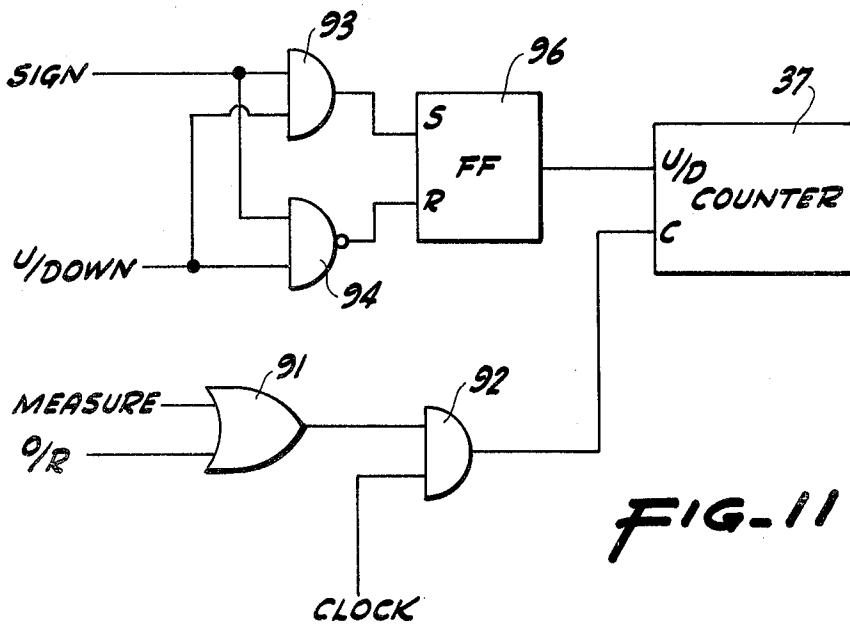 93
SIGN
96
37
S
FF
R
U/D
COUNTER
C
U/DOWN
94
91
92
MEASURE
O/R
CLOCK
FIG-11